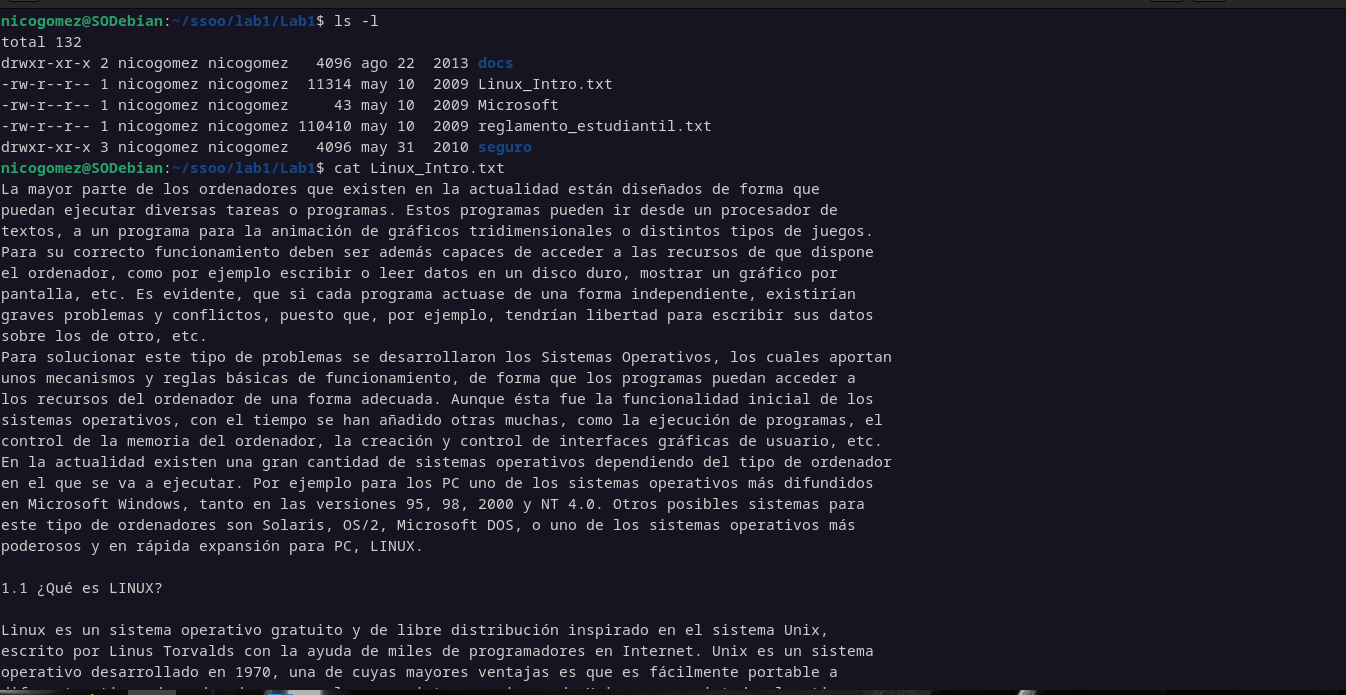 nicogomez@SODebian:~/ssoo/lab1/Lab1$ ls -l
total 132
drwxr-xr-x 2 nicogomez nicogomez   4096 ago 22  2013 docs
-rw-r--r-- 1 nicogomez nicogomez  11314 may 10  2009 Linux_Intro.txt
-rw-r--r-- 1 nicogomez nicogomez     43 may 10  2009 Microsoft
-rw-r--r-- 1 nicogomez nicogomez 110410 may 10  2009 reglamento_estudiantil.txt
drwxr-xr-x 3 nicogomez nicogomez   4096 may 31  2010 seguro
nicogomez@SODebian:~/ssoo/lab1/Lab1$ cat Linux_Intro.txt
La mayor parte de los ordenadores que existen en la actualidad están diseñados de forma que
puedan ejecutar diversas tareas o programas. Estos programas pueden ir desde un procesador de
textos, a un programa para la animación de gráficos tridimensionales o distintos tipos de juegos.
Para su correcto funcionamiento deben ser además capaces de acceder a las recursos de que dispone
el ordenador, como por ejemplo escribir o leer datos en un disco duro, mostrar un gráfico por
pantalla, etc. Es evidente, que si cada programa actuase de una forma independiente, existirían
graves problemas y conflictos, puesto que, por ejemplo, tendrían libertad para escribir sus datos
sobre los de otro, etc.
Para solucionar este tipo de problemas se desarrollaron los Sistemas Operativos, los cuales aportan
unos mecanismos y reglas básicas de funcionamiento, de forma que los programas puedan acceder a
los recursos del ordenador de una forma adecuada. Aunque ésta fue la funcionalidad inicial de los
sistemas operativos, con el tiempo se han añadido otras muchas, como la ejecución de programas, el
control de la memoria del ordenador, la creación y control de interfaces gráficas de usuario, etc.
En la actualidad existen una gran cantidad de sistemas operativos dependiendo del tipo de ordenador
en el que se va a ejecutar. Por ejemplo para los PC uno de los sistemas operativos más difundidos
en Microsoft Windows, tanto en las versiones 95, 98, 2000 y NT 4.0. Otros posibles sistemas para
este tipo de ordenadores son Solaris, OS/2, Microsoft DOS, o uno de los sistemas operativos más
poderosos y en rápida expansión para PC, LINUX.
1.1 ¿Qué es LINUX?
Linux es un sistema operativo gratuito y de libre distribución inspirado en el sistema Unix,
escrito por Linus Torvalds con la ayuda de miles de programadores en Internet. Unix es un sistema
operativo desarrollado en 1970, una de cuyas mayores ventajas es que es fácilmente portable a